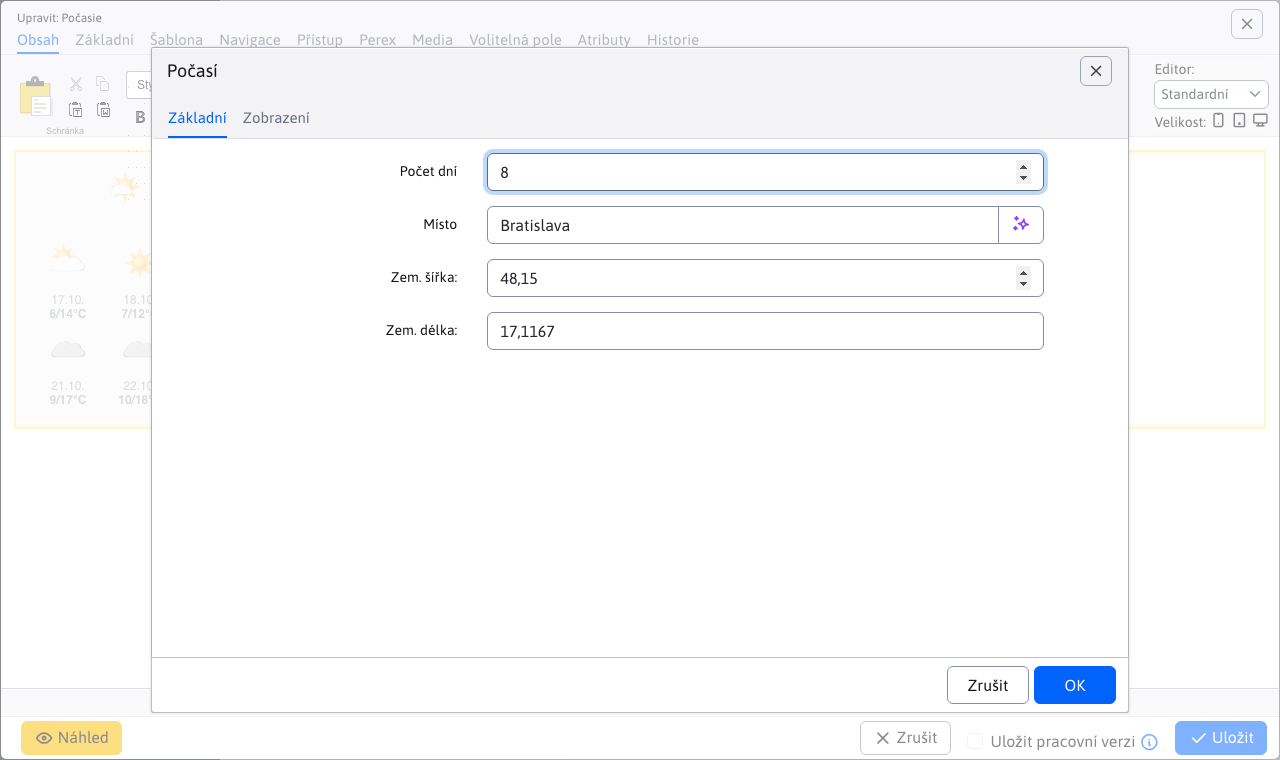 Upravit: Počasie
Obsah Základní Šablona Navigace Přístup Perex Media Volitelná pole Atributy Historie
Schránka
B
Editor:
Standardní
Velikost:
Počasí
Základní Zobrazení
Počet dní 8
Místo Bratislava
Zem. šířka: 48,15
Zem. délka: 17,1167
17.10. 18.10.
6/14°C 7/12°
21.10. 22.10
9/17°C 10/18°
Zrušit OK
Náhled Zrušit Uložit pracovní verzi Uložit